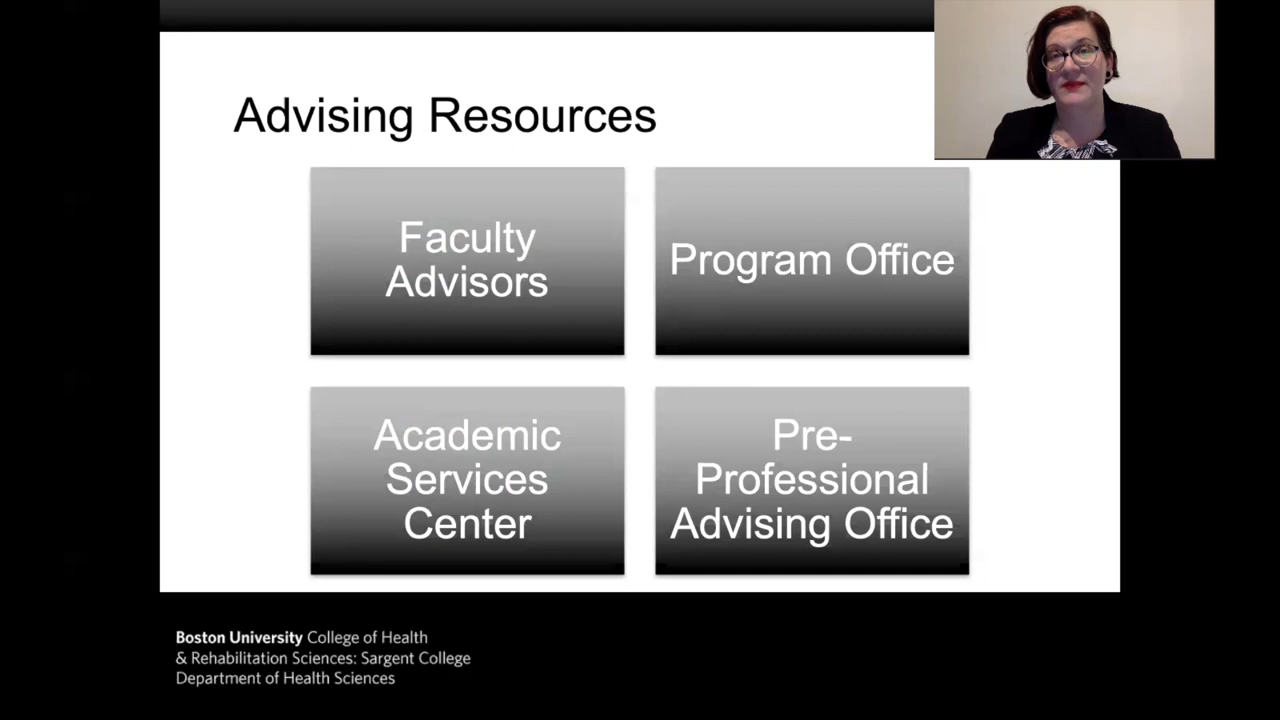 Advising Resources
Faculty
Advisors
Program Office
Academic
Services
Center
Pre-
Professional
Advising Office
Boston University College of Health
& Rehabilitation Sciences: Sargent College
Department of Health Sciences